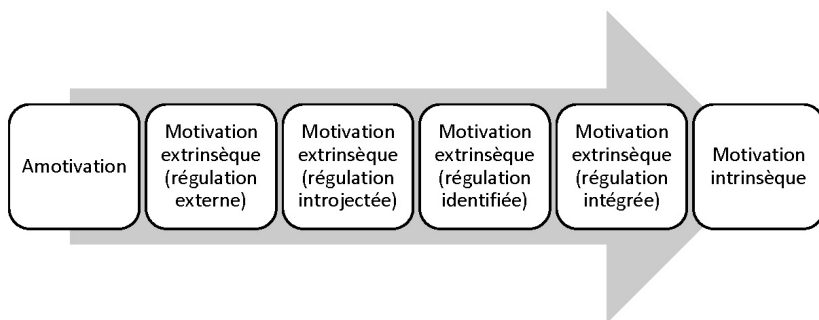 Amotivation
Motivation
extrinsèque
(régulation
externe)
Motivation
extrinsèque
(régulation
introjectée)
Motivation
extrinsèque
(régulation
identifiée)
Motivation
extrinsèque
(régulation
intégrée)
Motivation
intrinsèque